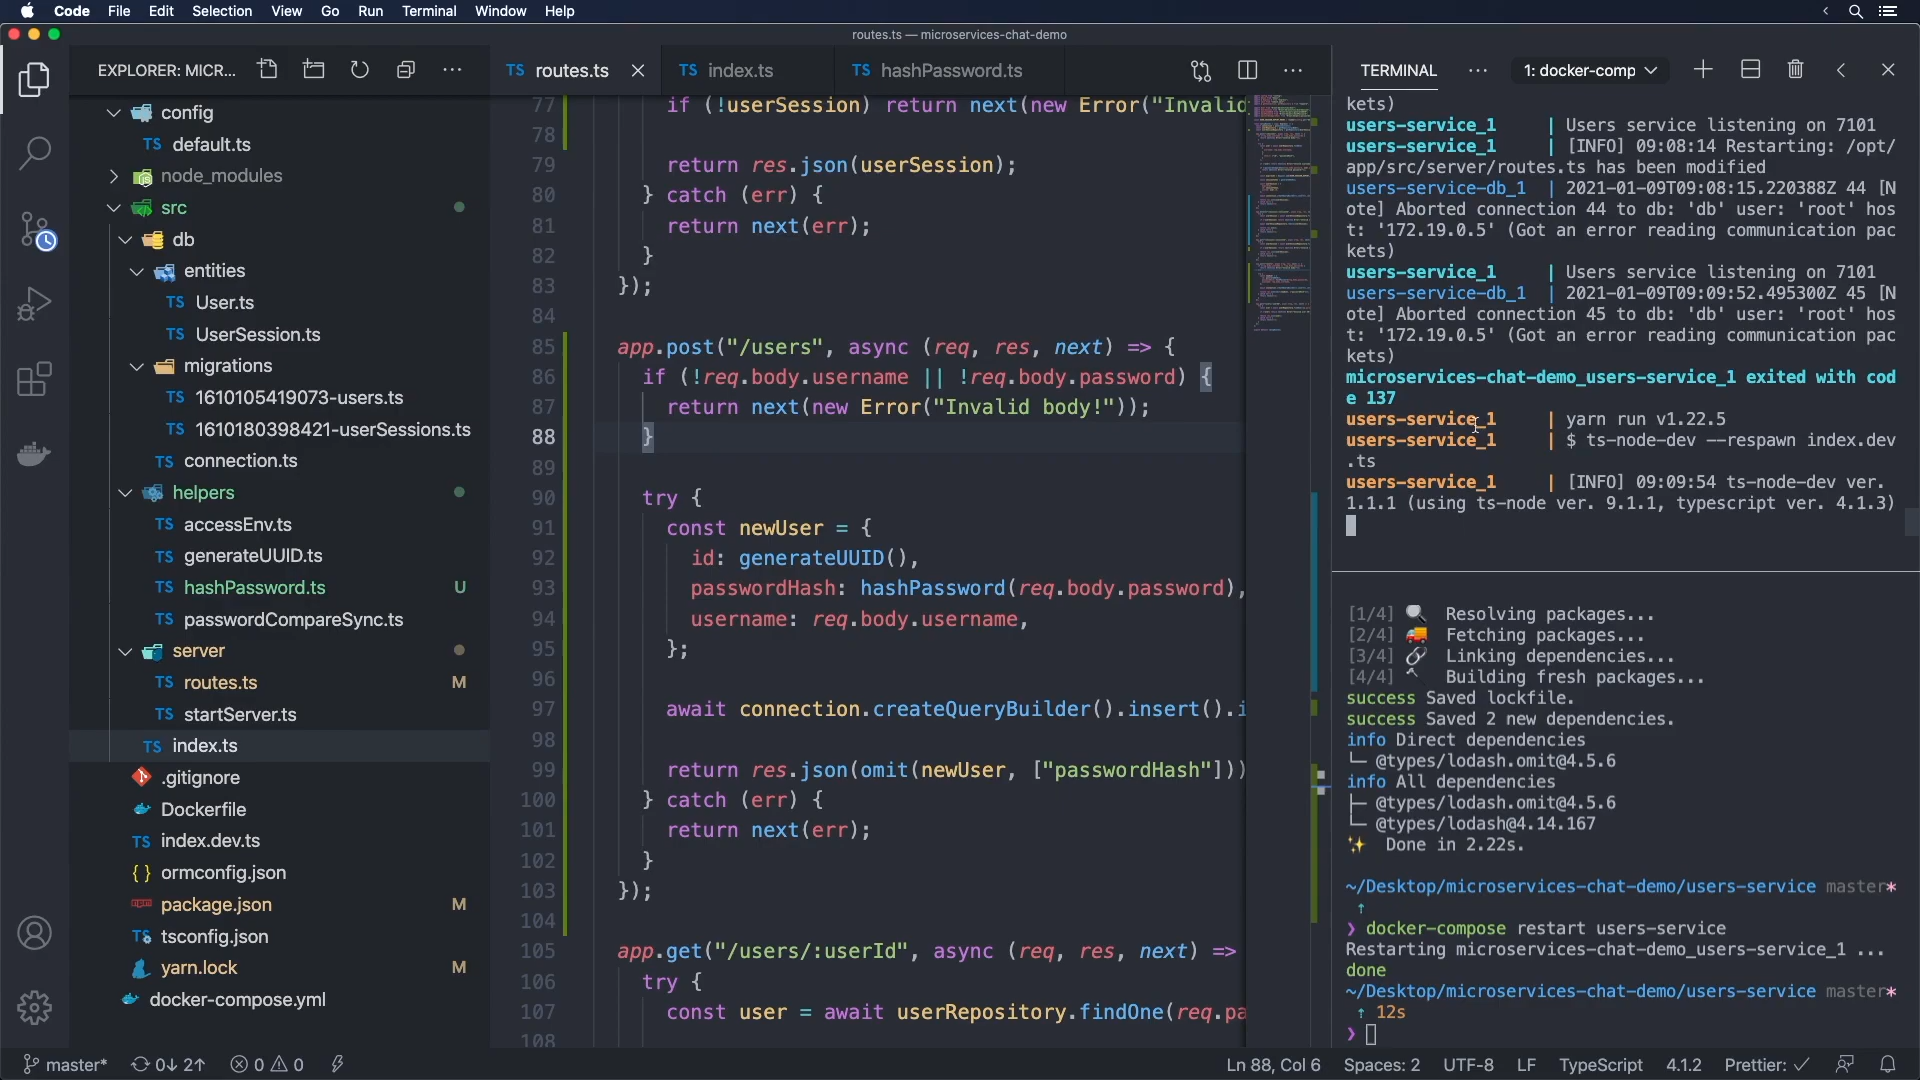 Code File Edit Selection View Go Run Terminal Window Help
routes.ts — microservices-chat-demo
EXPLORER: MICR...
config
TS default.ts
node_modules
src
db
entities
TS User.ts
TS UserSession.ts
migrations
TS 1610105419073-users.ts
TS 1610180398421-userSessions.ts
TS connection.ts
helpers
TS accessEnv.ts
TS generateUUID.ts
TS hashPassword.ts U
TS passwordCompareSync.ts
server
TS routes.ts M
TS startServer.ts
TS index.ts
.gitignore
Dockerfile
TS index.dev.ts
{ } ormconfig.json
package.json M
tsconfig.json
yarn.lock M
docker-compose.yml
TS routes.ts
TS index.ts
TS hashPassword.ts
77 if (!userSession) return next(new Error("Invalid
78
79 return res.json(userSession);
80 } catch (err) {
81 return next(err);
82 }
83 });
84
85 app.post("/users", async (req, res, next) => {
86 if (!req.body.username || !req.body.password) {
87 return next(new Error("Invalid body!"));
88 }
89
90 try {
91 const newUser = {
92 id: generateUUID(),
93 passwordHash: hashPassword(req.body.password),
94 username: req.body.username,
95 };
96
97 await connection.createQueryBuilder().insert().i
98
99 return res.json(omit(newUser, ["passwordHash"]))
100 } catch (err) {
101 return next(err);
102 }
103 });
104
105 app.get("/users/:userId", async (req, res, next) =>
106 try {
107 const user = await userRepository.findOne(req.pa
108
TERMINAL ... 1: docker-comp
kets)
users-service_1 | Users service listening on 7101
users-service_1 | [INFO] 09:08:14 Restarting: /opt/
app/src/server/routes.ts has been modified
users-service-db_1 | 2021-01-09T09:08:15.220388Z 44 [N
ote] Aborted connection 44 to db: 'db' user: 'root' hos
t: '172.19.0.5' (Got an error reading communication pac
kets)
users-service_1 | Users service listening on 7101
users-service-db_1 | 2021-01-09T09:09:52.495300Z 45 [N
ote] Aborted connection 45 to db: 'db' user: 'root' hos
t: '172.19.0.5' (Got an error reading communication pac
kets)
microservices-chat-demo_users-service_1 exited with cod
e 137
users-service_1 | yarn run v1.22.5
users-service_1 | $ ts-node-dev --respawn index.dev
.ts
users-service_1 | [INFO] 09:09:54 ts-node-dev ver.
1.1.1 (using ts-node ver. 9.1.1, typescript ver. 4.1.3)
[1/4] Resolving packages...
[2/4] Fetching packages...
[3/4] Linking dependencies...
[4/4] Building fresh packages...
success Saved lockfile.
success Saved 2 new dependencies.
info Direct dependencies
└─ @types/lodash.omit@4.5.6
info All dependencies
├─ @types/lodash.omit@4.5.6
└─ @types/lodash@4.14.167
✨ Done in 2.22s.
~/Desktop/microservices-chat-demo/users-service master*
↑
❯ docker-compose restart users-service
Restarting microservices-chat-demo_users-service_1 ...
done
~/Desktop/microservices-chat-demo/users-service master*
↑ 12s
❯
master* 0↓ 2↑ 0 0 Ln 88, Col 6 Spaces: 2 UTF-8 LF TypeScript 4.1.2 Prettier: ✓